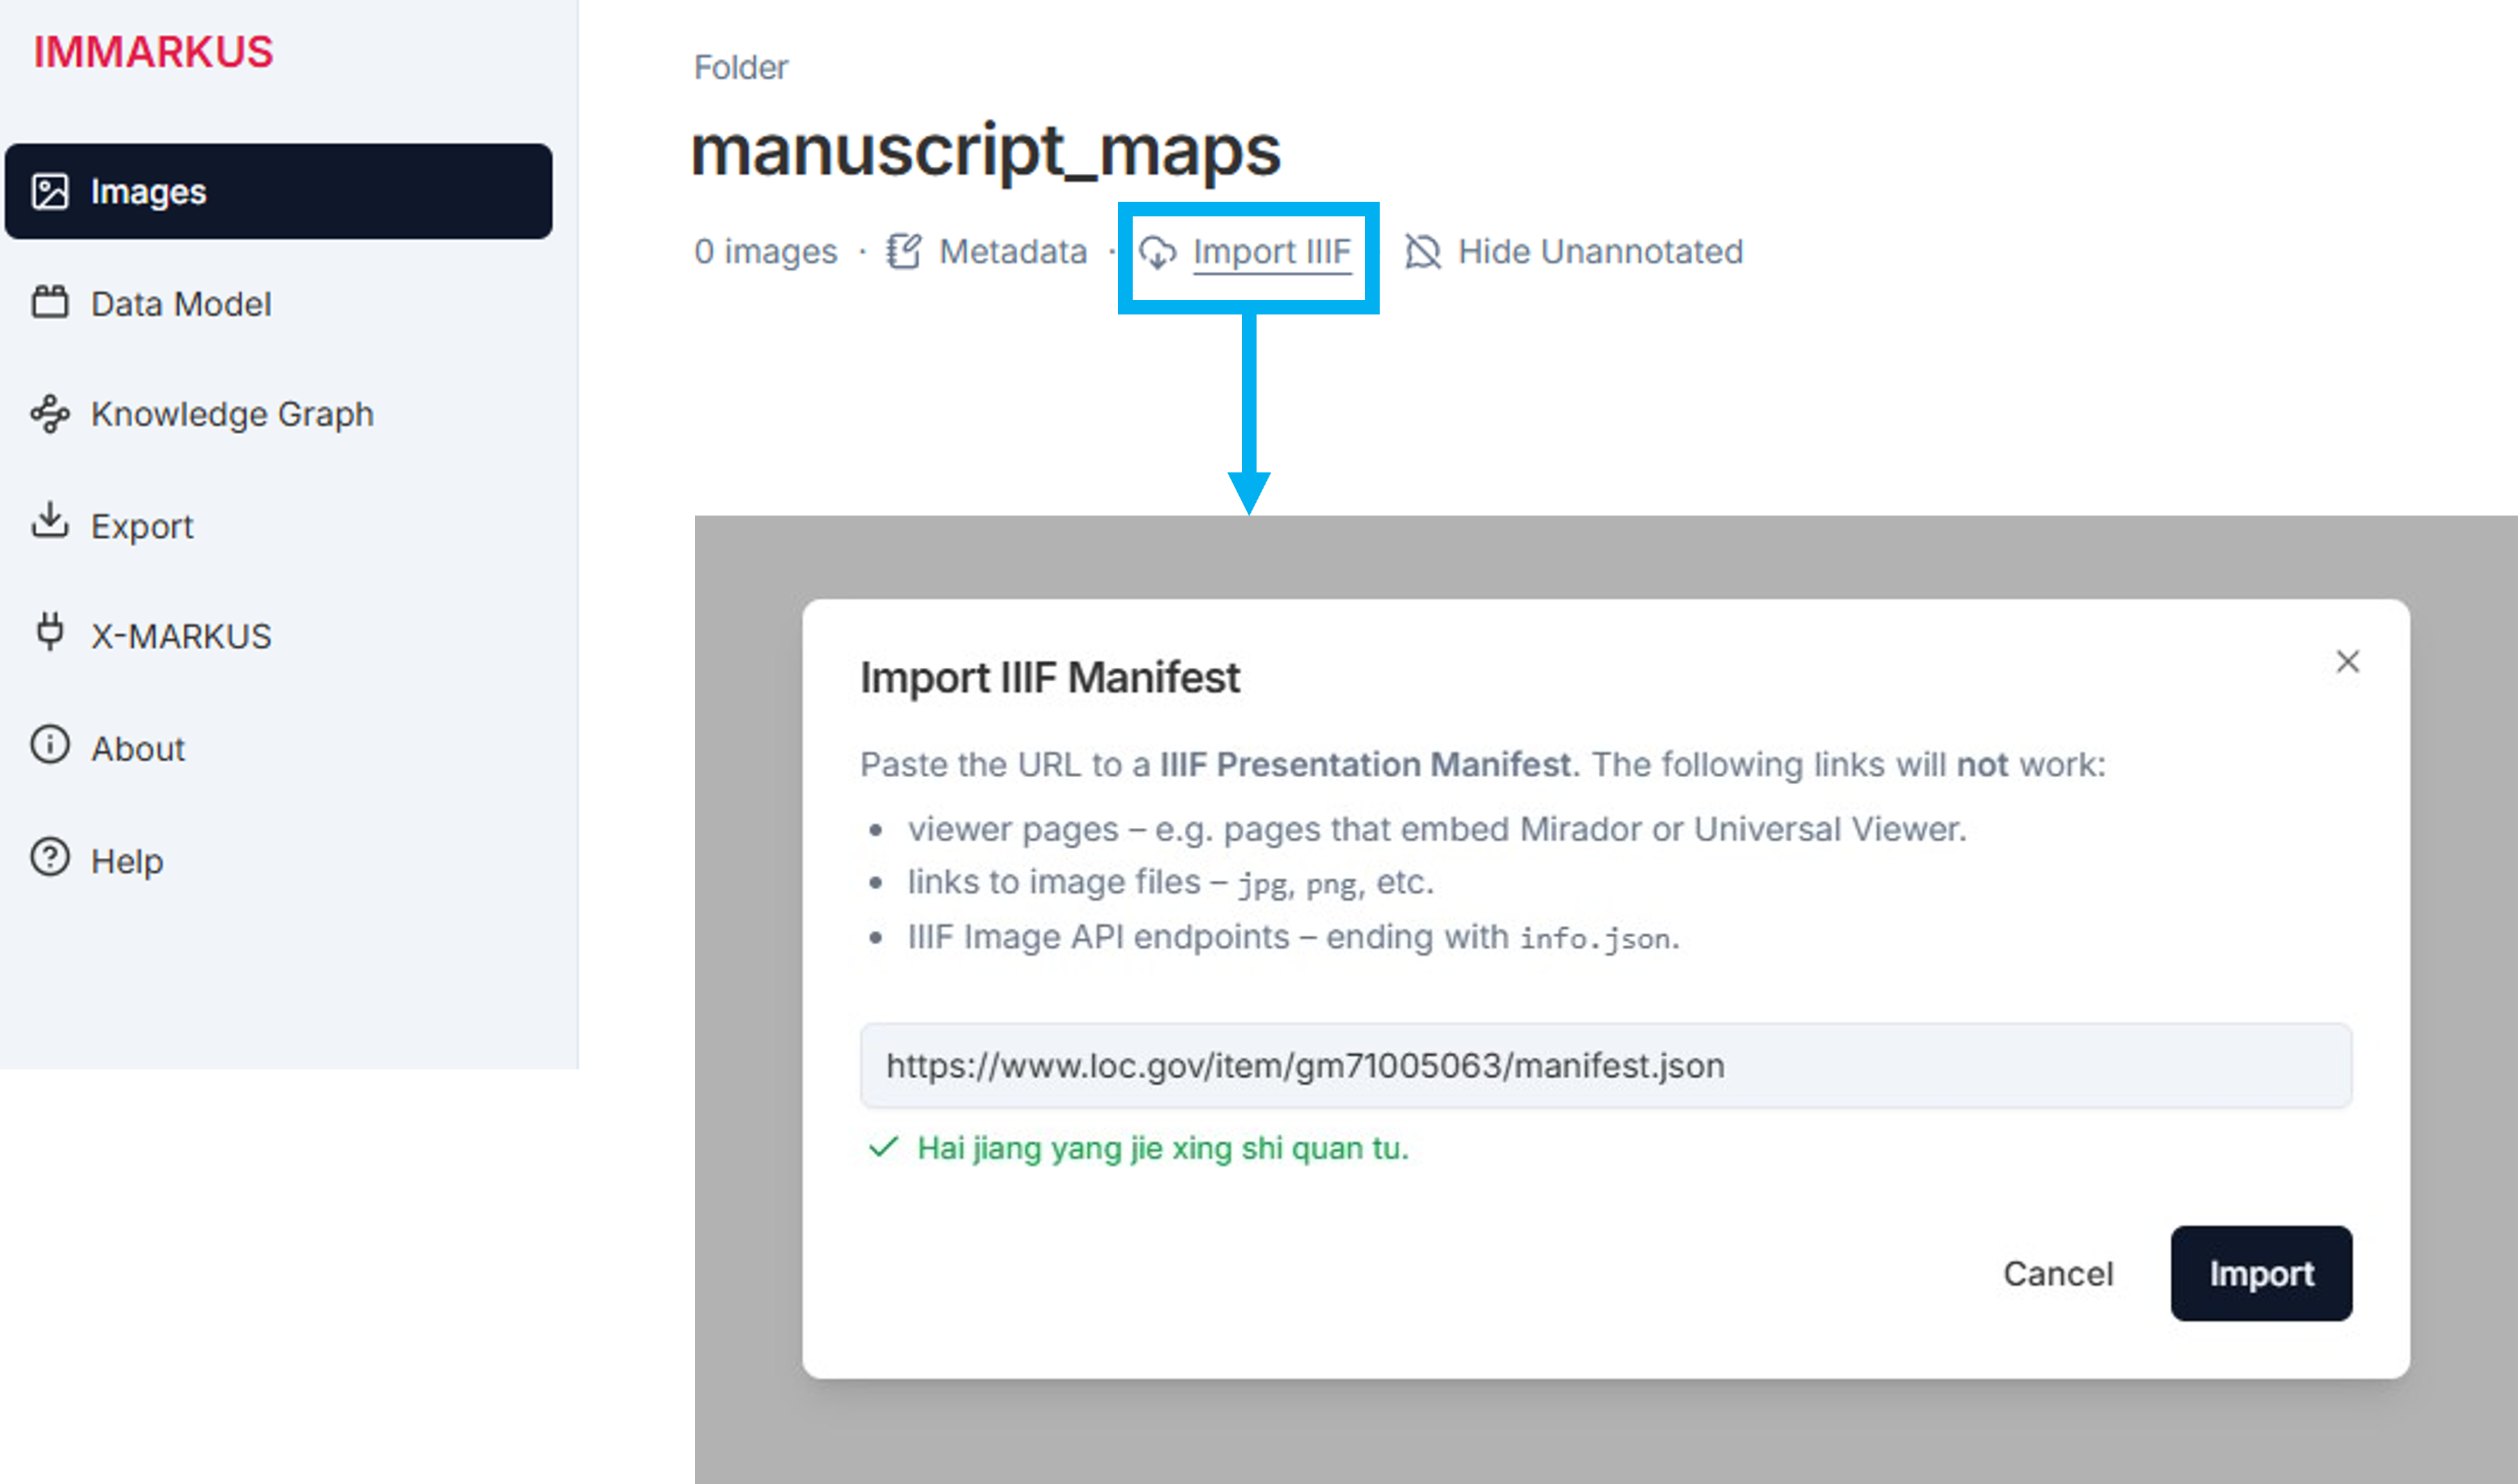 IMMARKUS
Images
Data Model
Knowledge Graph
Export
X-MARKUS
About
Help
Folder
manuscript_maps
0 images · Metadata · Import IIIF Hide Unannotated
Import IIIF Manifest
Paste the URL to a IIIF Presentation Manifest. The following links will not work:
• viewer pages – e.g. pages that embed Mirador or Universal Viewer.
• links to image files – jpg, png, etc.
• IIIF Image API endpoints – ending with info.json.
https://www.loc.gov/item/gm71005063/manifest.json
Hai jiang yang jie xing shi quan tu.
Cancel Import